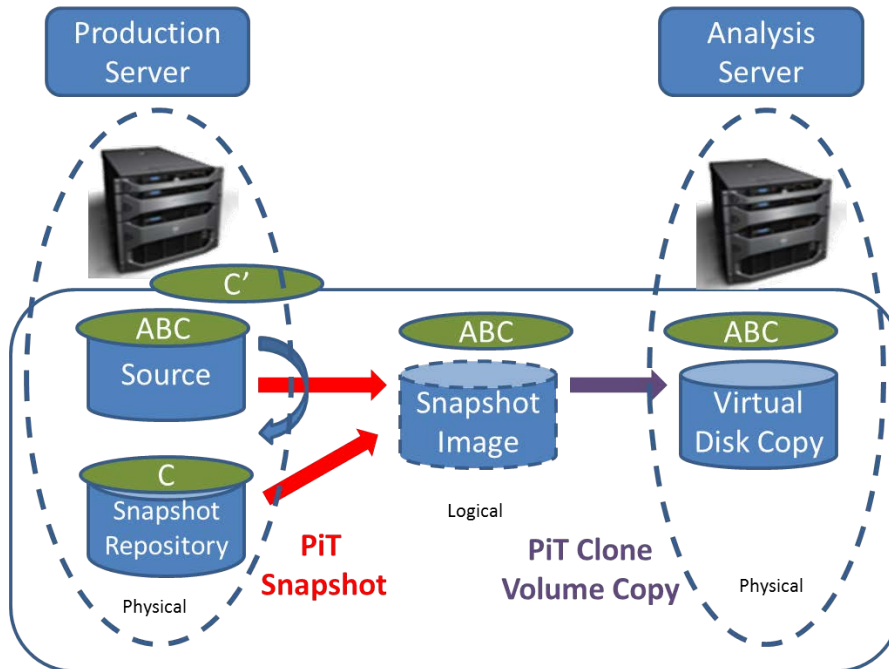 Production
Server
Analysis
Server
C’
ABC
Source
ABC
ABC
Snapshot
Image
Virtual
Disk Copy
C
Snapshot
Repository
Logical
PiT
Snapshot
PiT Clone
Volume Copy
Physical
Physical